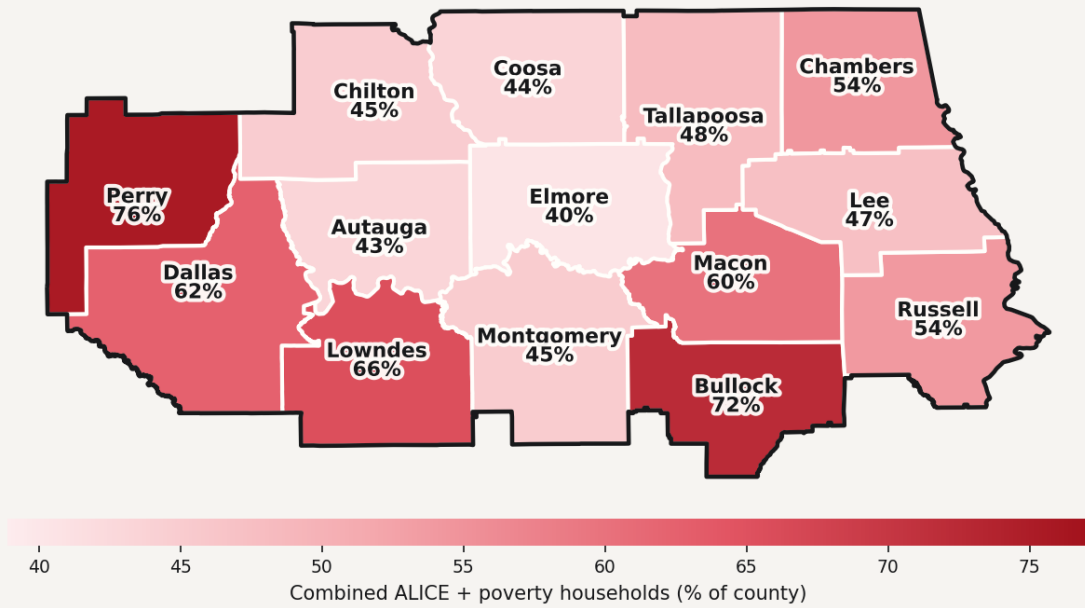 Coosa
44%
Chambers
54%
Chilton
45%
Tallapoosa
48%
Perry
76%
Elmore
40%
Lee
47%
Autauga
43%
Dallas
62%
Macon
60%
Russell
54%
Montgomery
45%
Lowndes
66%
Bullock
72%
40 45 50 55 60 65 70 75
Combined ALICE + poverty households (% of county)